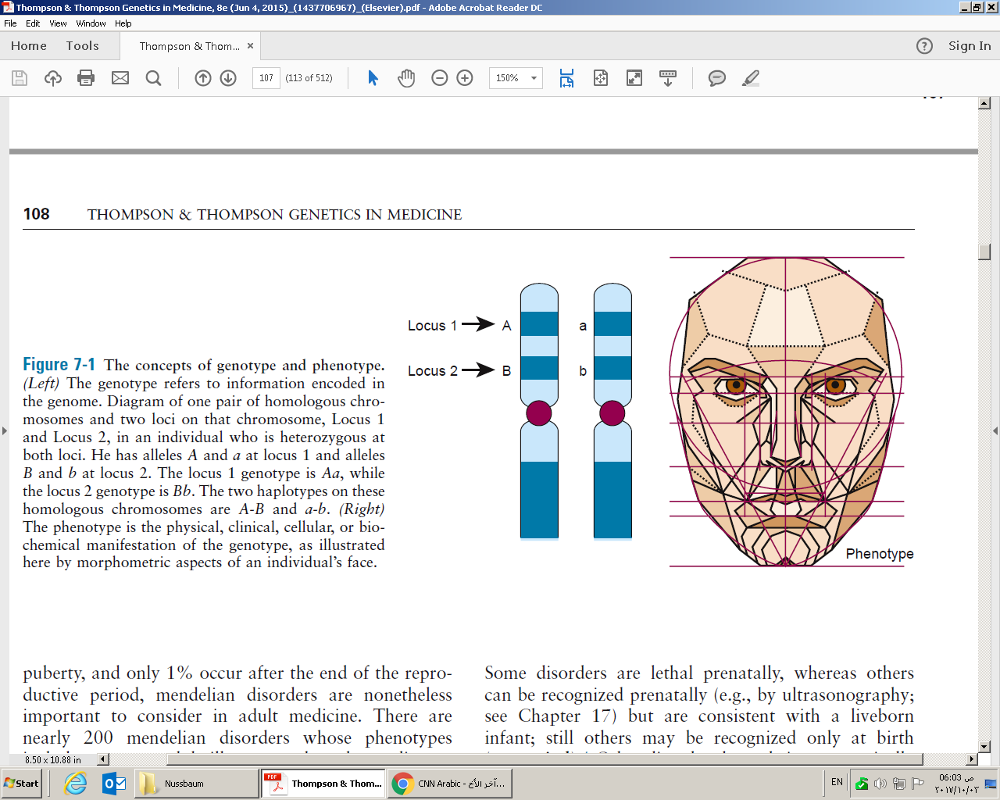 Thompson & Thompson Genetics in Medicine, 8e (Jun 4, 2015)_(1437706967)_(Elsevier).pdf - Adobe Acrobat Reader DC
File Edit View Window Help
Home Tools Thompson & Thom... × Sign In
107 (113 of 512) 150%
108 THOMPSON & THOMPSON GENETICS IN MEDICINE
Figure 7-1 The concepts of genotype and phenotype.
(Left) The genotype refers to information encoded in
the genome. Diagram of one pair of homologous chro-
mosomes and two loci on that chromosome, Locus 1
and Locus 2, in an individual who is heterozygous at
both loci. He has alleles A and a at locus 1 and alleles
B and b at locus 2. The locus 1 genotype is Aa, while
the locus 2 genotype is Bb. The two haplotypes on these
homologous chromosomes are A-B and a-b. (Right)
The phenotype is the physical, clinical, cellular, or bio-
chemical manifestation of the genotype, as illustrated
here by morphometric aspects of an individual's face.
Locus 1 A a
Locus 2 B b
Phenotype
puberty, and only 1% occur after the end of the repro-
ductive period, mendelian disorders are nonetheless
important to consider in adult medicine. There are
nearly 200 mendelian disorders whose phenotypes
Some disorders are lethal prenatally, whereas others
can be recognized prenatally (e.g., by ultrasonography;
see Chapter 17) but are consistent with a liveborn
infant; still others may be recognized only at birth
8.50 x 10.88 in
Start Nussbaum PDF Thompson & Thom... CNN Arabic - آخر الأخ... EN 06:03 ص
٢٠١٧/١٠/٠٣